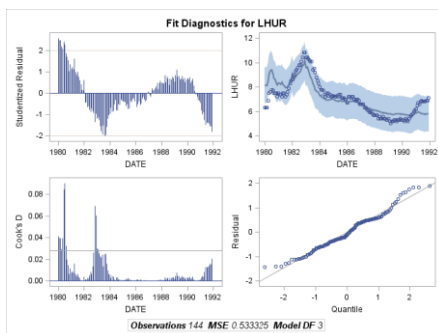 Fit Diagnostics for LHUR
Studentized Residual
2
1
0
-1
-2
1980 1982 1984 1986 1988 1990 1992
DATE
LHUR
12
10
8
6
4
1980 1982 1984 1986 1988 1990 1992
DATE
Cook's D
0.08
0.06
0.04
0.02
0.00
1980 1982 1984 1986 1988 1990 1992
DATE
Residual
2
1
0
-1
-2
-2 -1 0 1 2
Quantile
Observations 144 MSE 0.533325 Model DF 3